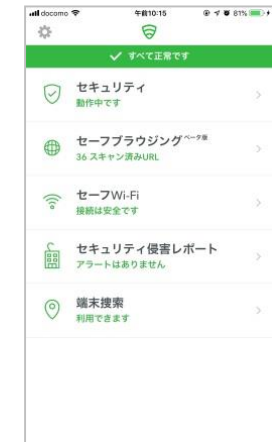 docomo 午前10:15 81%
すべて正常です
セキュリティ
動作中です
セーフブラウジング ベータ版
36 スキャン済みURL
セーフWi-Fi
接続は安全です
セキュリティ侵害レポート
アラートはありません
端末捜索
利用できます